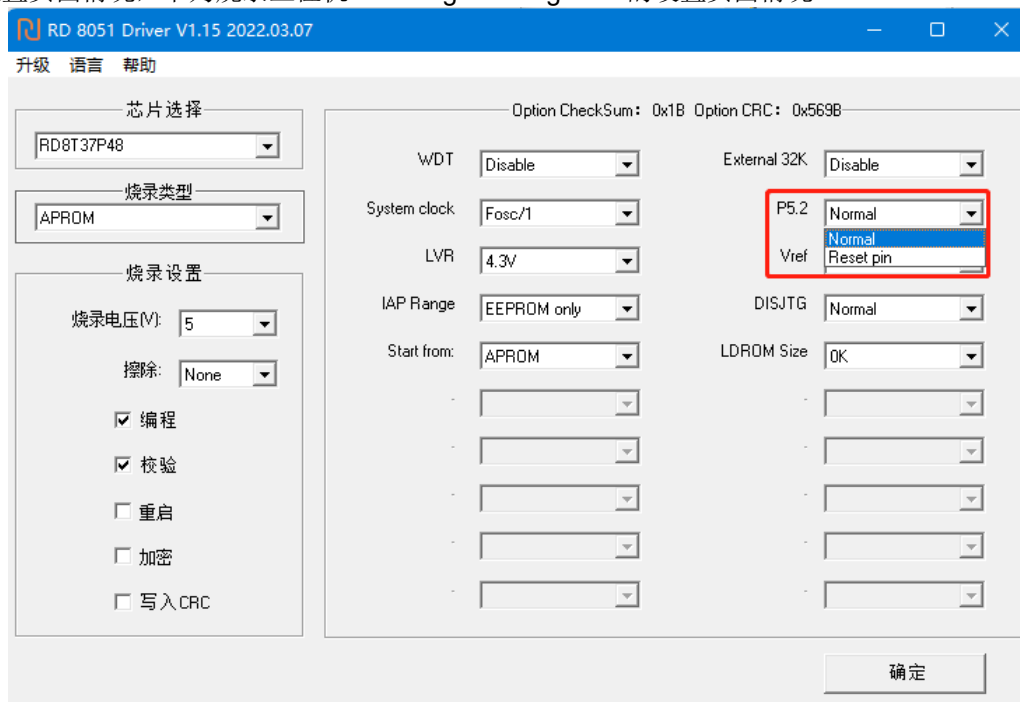 RD 8051 Driver V1.15 2022.03.07
升级 语言 帮助
芯片选择
RD8T37P48
烧录类型
APROM
烧录设置
烧录电压(V): 5
擦除: None
编程
校验
重启
加密
写入CRC
Option CheckSum: 0x1B Option CRC: 0x569B
WDT Disable External 32K Disable
System clock Fosc/1 P5.2 Normal
Normal
LVR 4.3V Vref Reset pin
IAP Range EEPROM only DISJTG Normal
Start from: APROM LDROM Size 0K
- -
- -
- -
- -
- -
确定